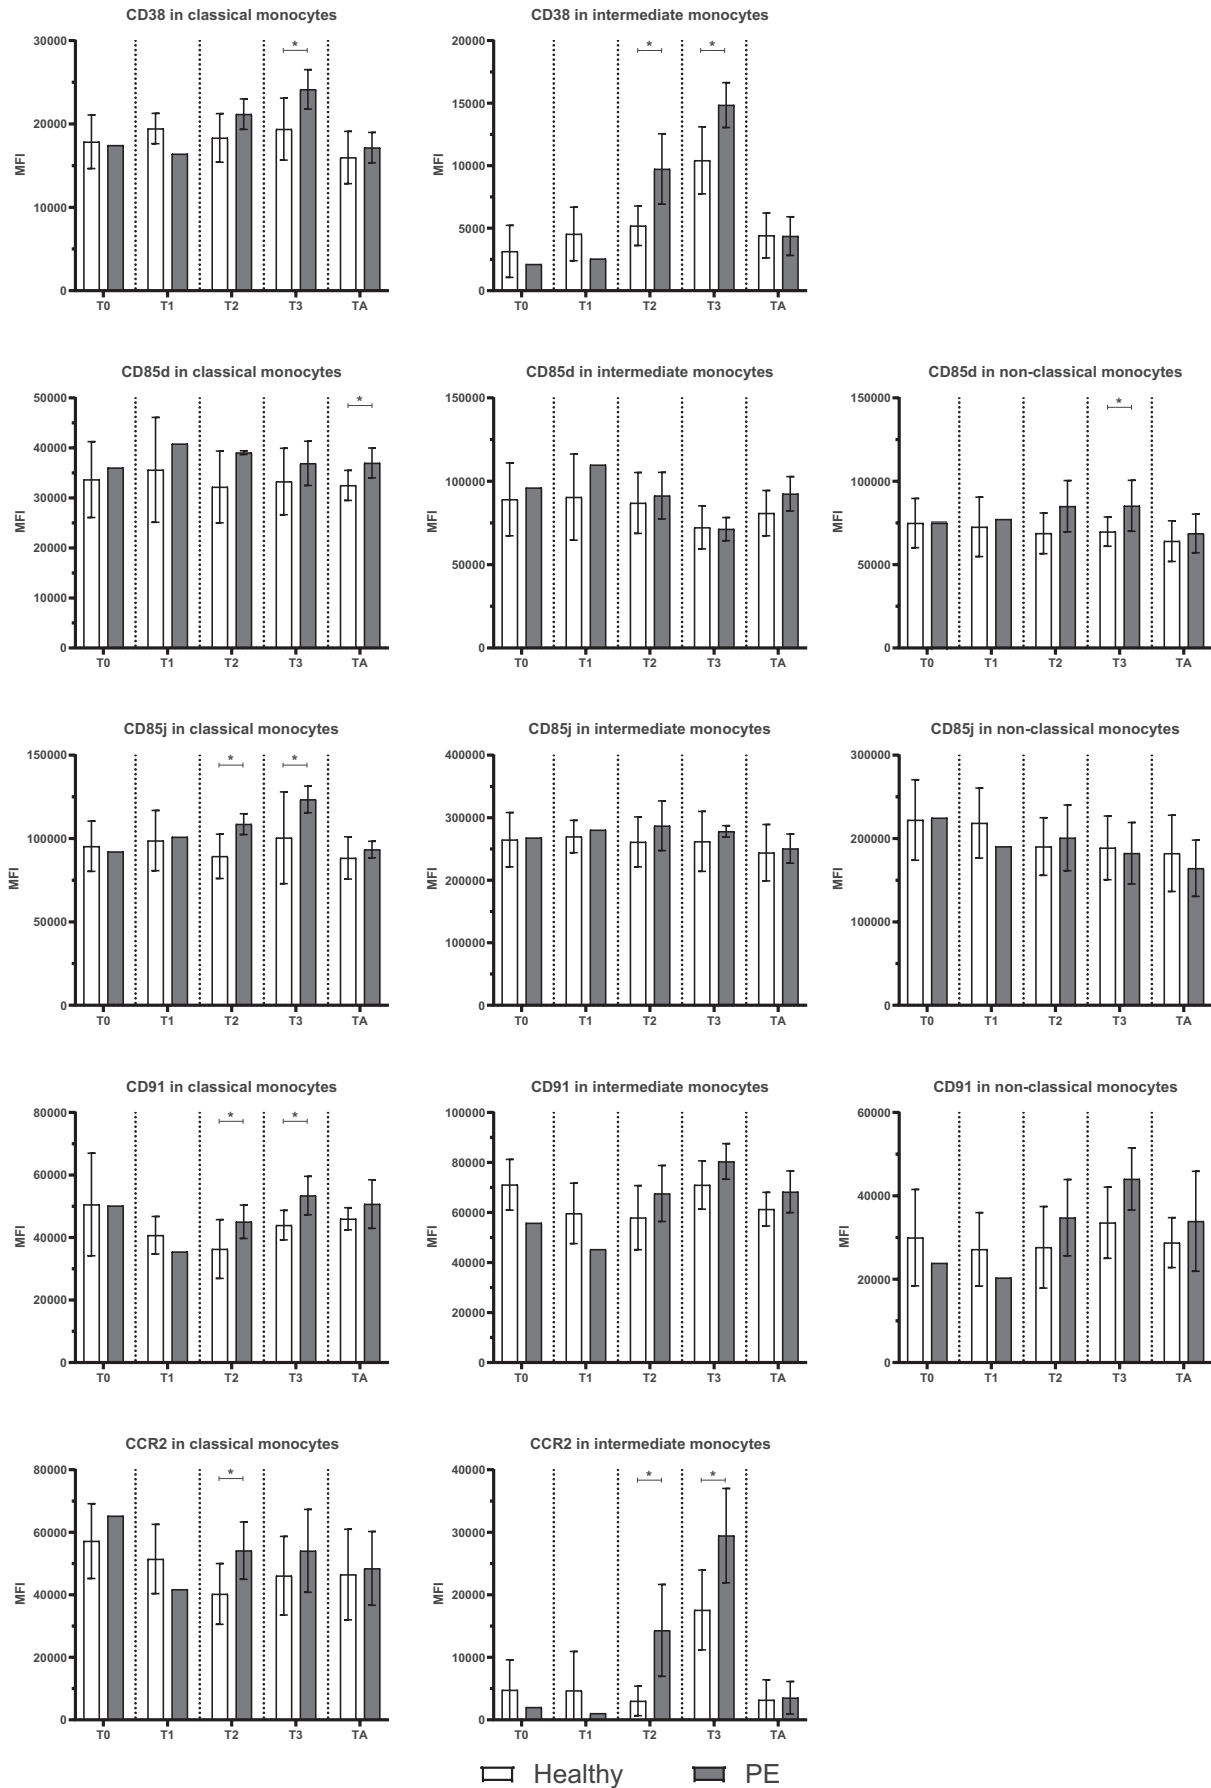 CD38 in classical monocytes
30000
20000
10000
0
MFI
*
T0 T1 T2 T3 TA
CD38 in intermediate monocytes
20000
15000
10000
5000
0
MFI
* *
T0 T1 T2 T3 TA
CD85d in classical monocytes
50000
40000
30000
20000
10000
0
MFI
*
T0 T1 T2 T3 TA
CD85d in intermediate monocytes
150000
100000
50000
0
MFI
T0 T1 T2 T3 TA
CD85d in non-classical monocytes
150000
100000
50000
0
MFI
*
T0 T1 T2 T3 TA
CD85j in classical monocytes
150000
100000
50000
0
MFI
* *
T0 T1 T2 T3 TA
CD85j in intermediate monocytes
400000
300000
200000
100000
0
MFI
T0 T1 T2 T3 TA
CD85j in non-classical monocytes
300000
200000
100000
0
MFI
T0 T1 T2 T3 TA
CD91 in classical monocytes
80000
60000
40000
20000
0
MFI
* *
T0 T1 T2 T3 TA
CD91 in intermediate monocytes
100000
80000
60000
40000
20000
0
MFI
T0 T1 T2 T3 TA
CD91 in non-classical monocytes
60000
40000
20000
0
MFI
T0 T1 T2 T3 TA
CCR2 in classical monocytes
80000
60000
40000
20000
0
MFI
*
T0 T1 T2 T3 TA
CCR2 in intermediate monocytes
40000
30000
20000
10000
0
MFI
* *
T0 T1 T2 T3 TA
Healthy PE